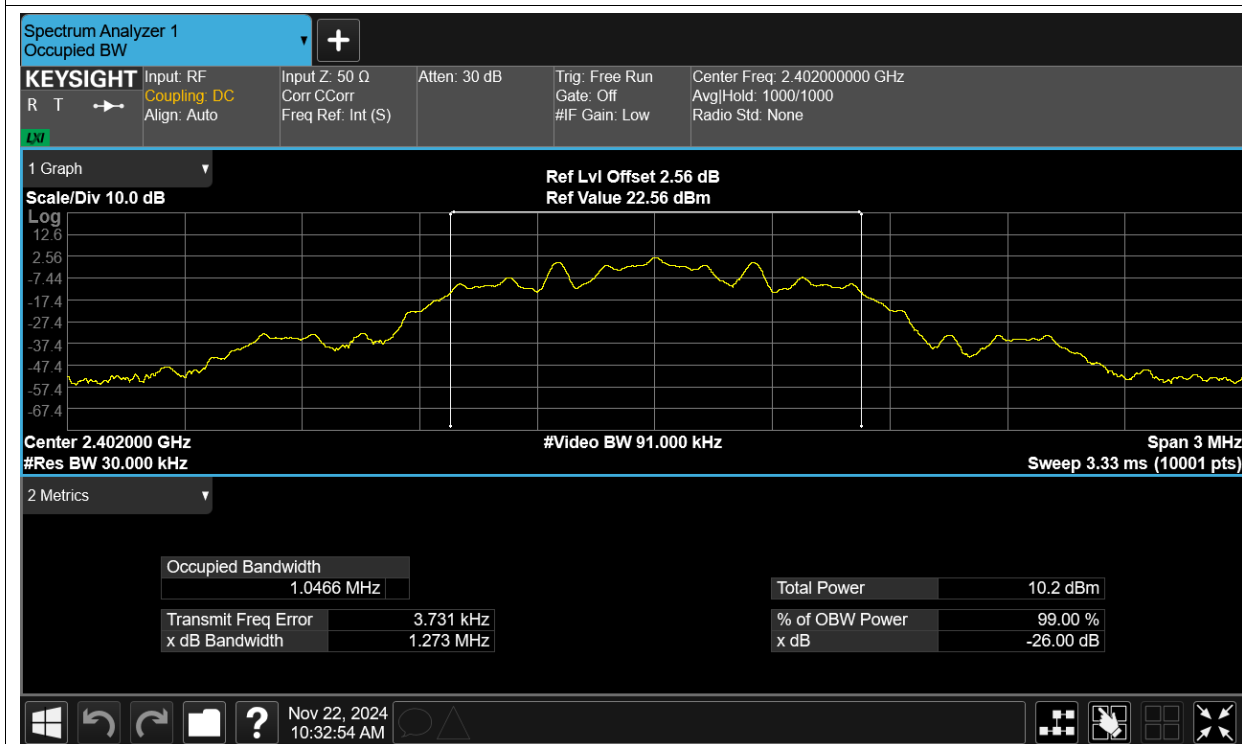 Spectrum Analyzer 1
Occupied BW
+
KEYSIGHT
R T
LXI
Input: RF
Coupling: DC
Align: Auto
Input Z: 50 Ω
Corr CCorr
Freq Ref: Int (S)
Atten: 30 dB
Trig: Free Run
Gate: Off
#IF Gain: Low
Center Freq: 2.402000000 GHz
Avg|Hold: 1000/1000
Radio Std: None
1 Graph
Scale/Div 10.0 dB
Ref Lvl Offset 2.56 dB
Ref Value 22.56 dBm
Log
12.6
2.56
-7.44
-17.4
-27.4
-37.4
-47.4
-57.4
-67.4
Center 2.402000 GHz
#Video BW 91.000 kHz
Span 3 MHz
#Res BW 30.000 kHz
Sweep 3.33 ms (10001 pts)
2 Metrics
Occupied Bandwidth
1.0466 MHz
Transmit Freq Error 3.731 kHz
x dB Bandwidth 1.273 MHz
Total Power 10.2 dBm
% of OBW Power 99.00 %
x dB -26.00 dB
?
Nov 22, 2024
10:32:54 AM